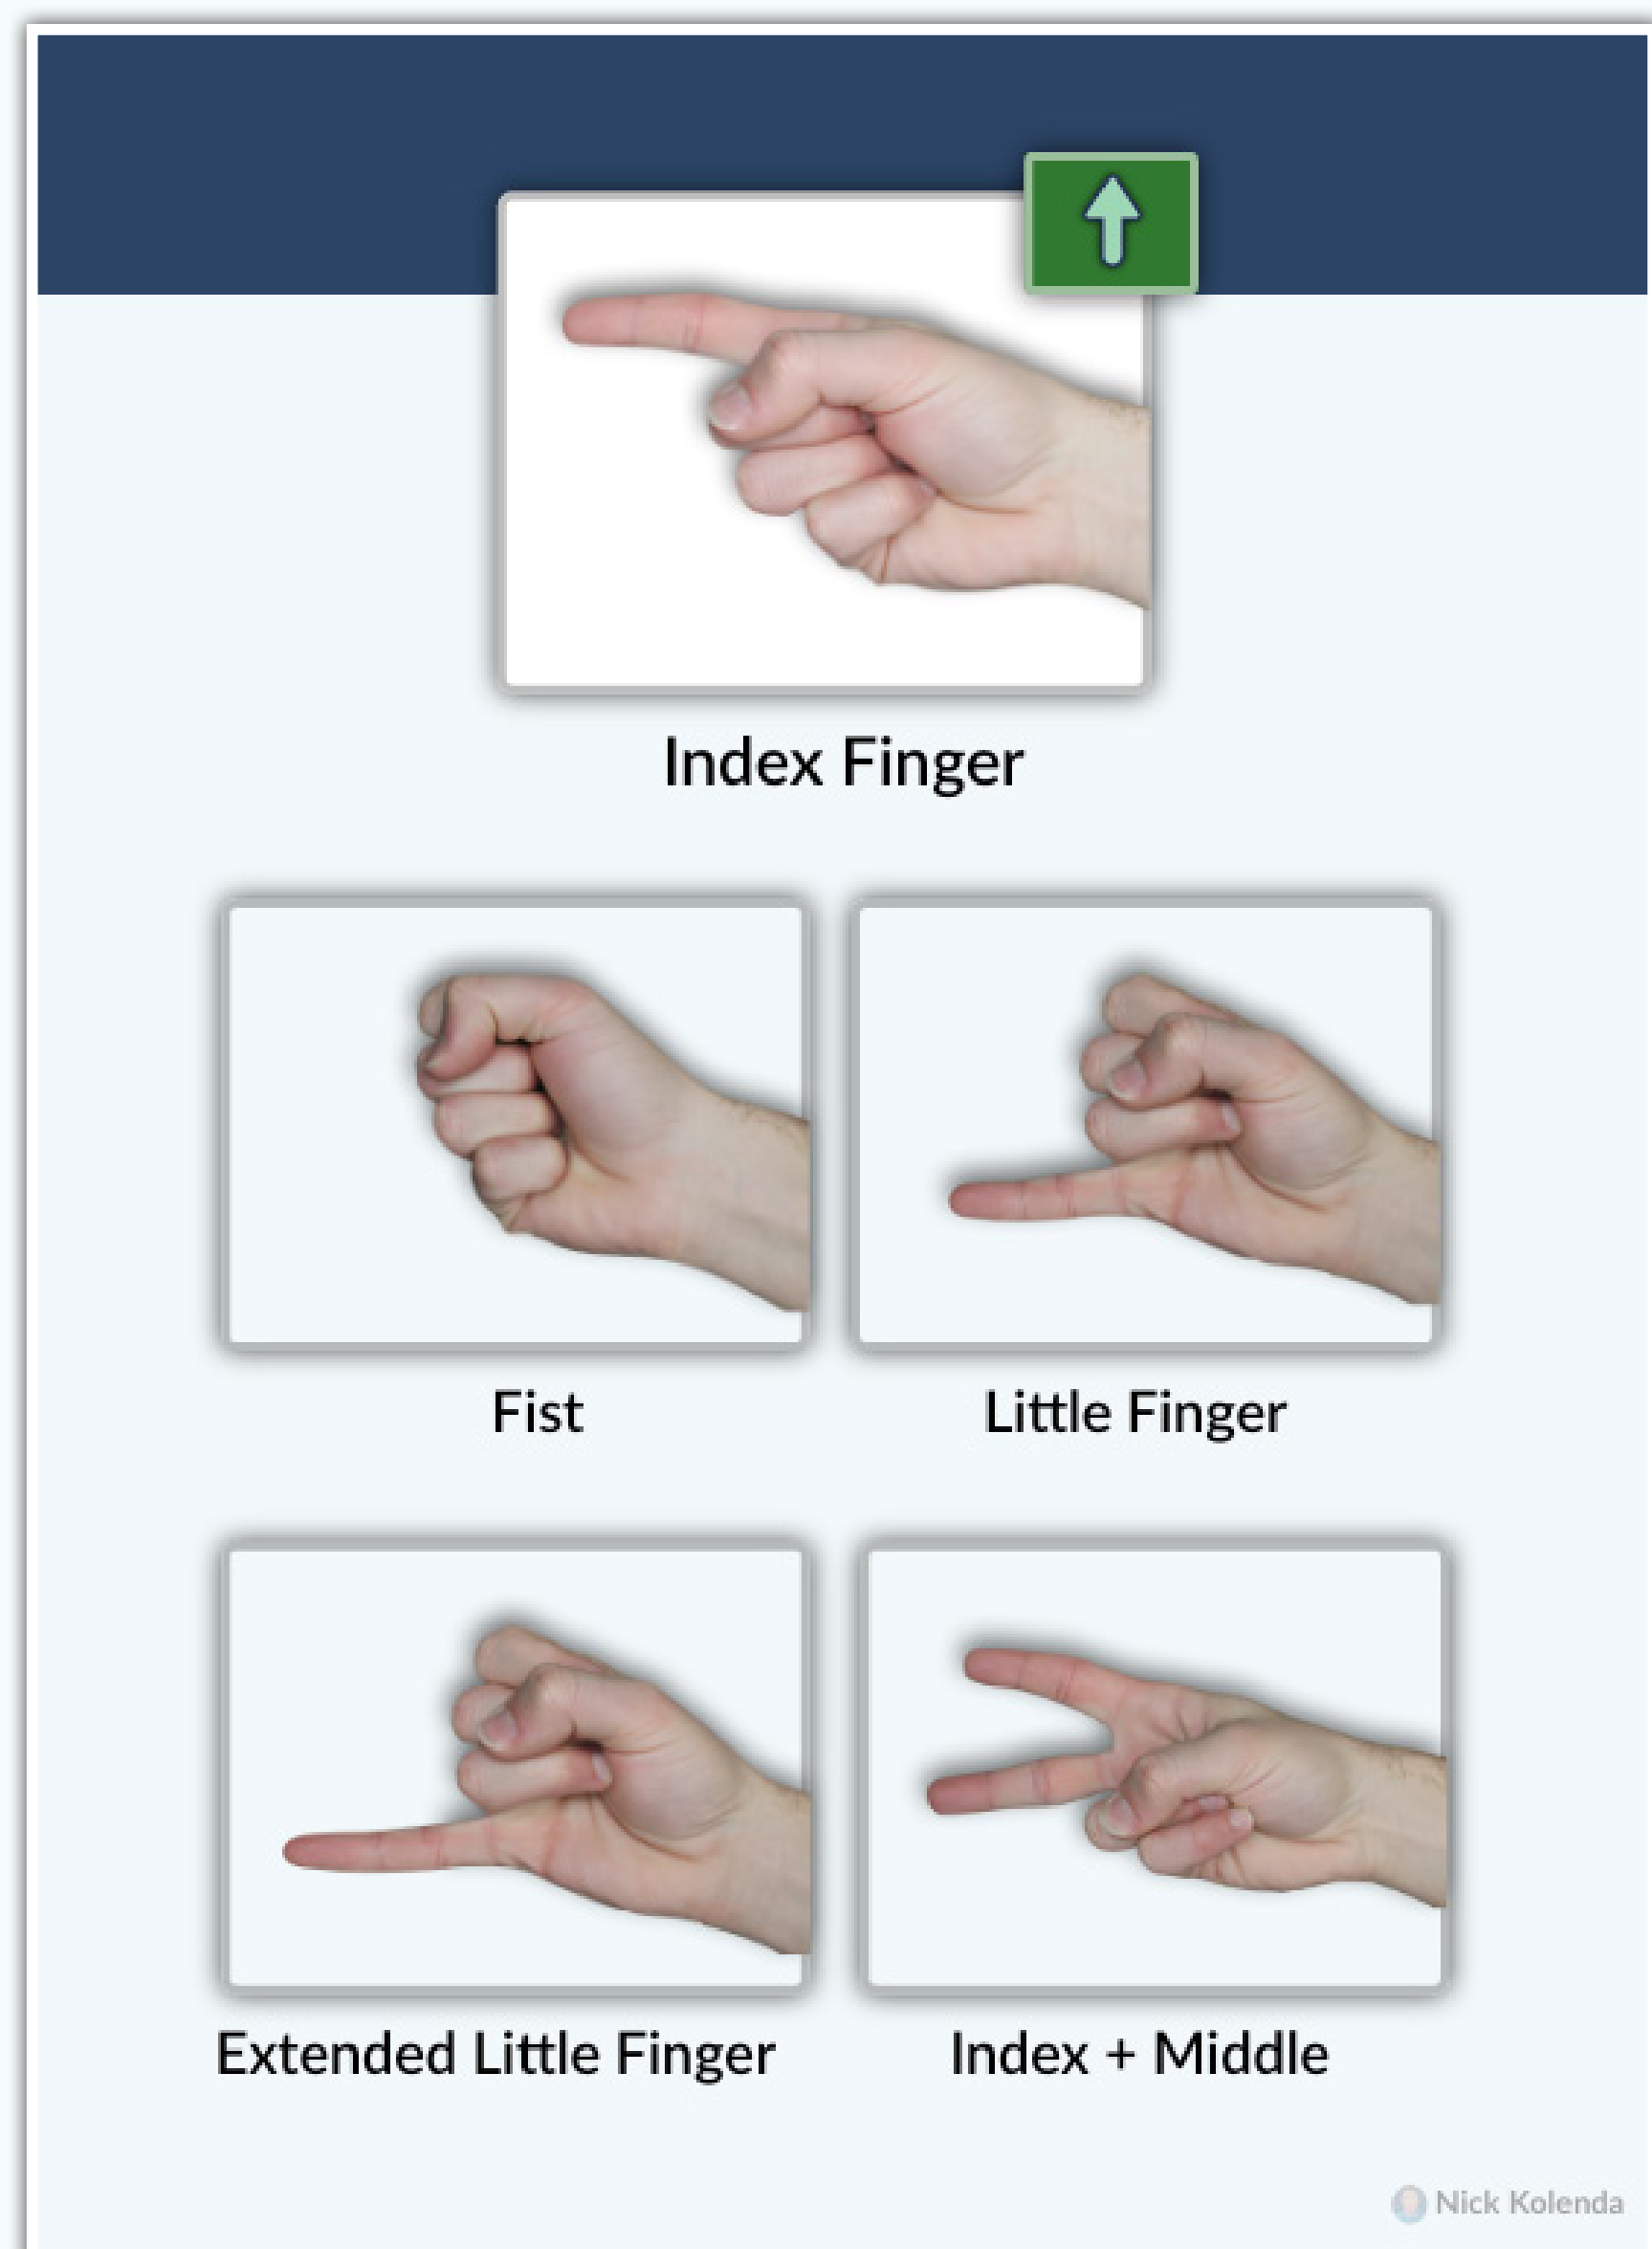 Index Finger
Fist
Little Finger
Extended Little Finger
Index + Middle
Nick Kolenda